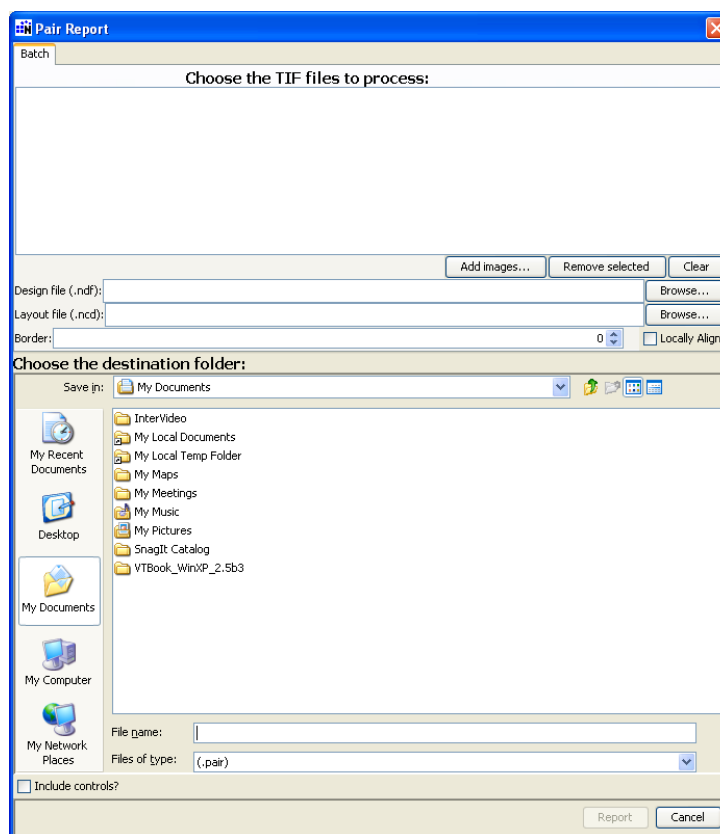 Pair Report
Batch
Choose the TIF files to process:
Add images... Remove selected Clear
Design file (.ndf): Browse...
Layout file (.ncd): Browse...
Border: 0 Locally Align
Choose the destination folder:
Save in: My Documents
My Recent Documents
Desktop
My Documents
My Computer
My Network Places
InterVideo
My Local Documents
My Local Temp Folder
My Maps
My Meetings
My Music
My Pictures
SnagIt Catalog
VTBook_WinXP_2.5b3
File name:
Files of type: (.pair)
Include controls?
Report Cancel